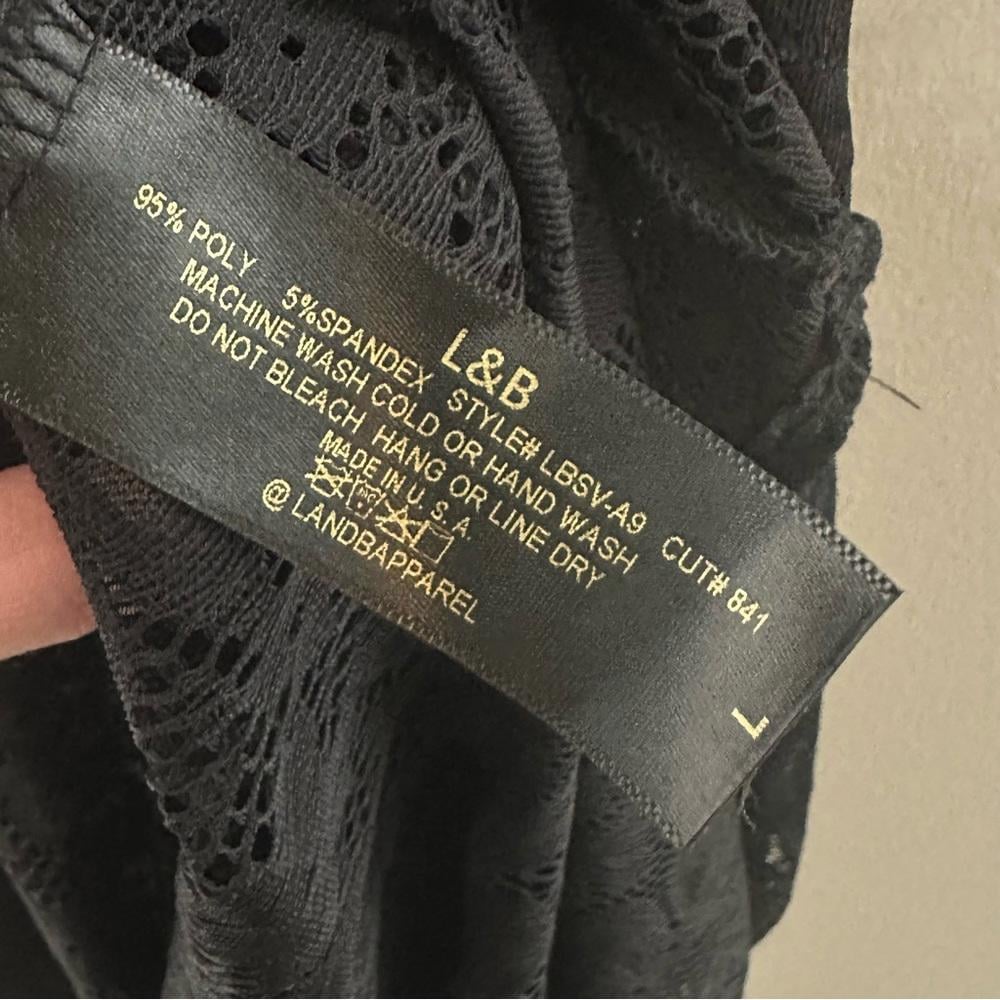 L&B
95% POLY 5%SPANDEX STYLE# LBSV-A9 CUT# 841
MACHINE WASH COLD OR HAND WASH
DO NOT BLEACH HANG OR LINE DRY
MADE IN U.S.A
@LANDBAPPAREL
L